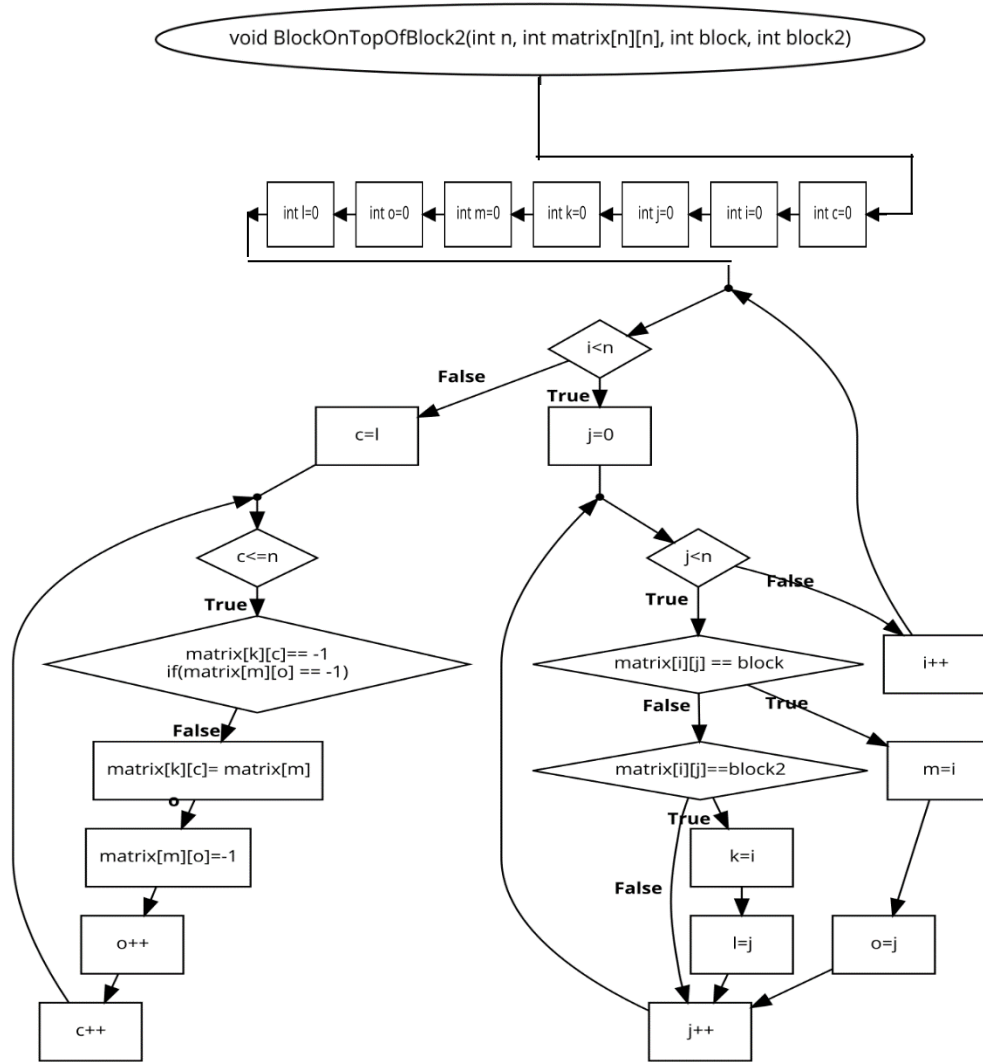 void BlockOnTopOfBlock2(int n, int matrix[n][n], int block, int block2)
int l=0
int o=0
int m=0
int k=0
int j=0
int i=0
int c=0
i<n
False
True
c=l
j=0
c<=n
True
j<n
False
True
matrix[k][c]== -1
if(matrix[m][o] == -1)
matrix[i][j] == block
i++
False
True
False
matrix[k][c]= matrix[m]
o
matrix[i][j]==block2
m=i
True
False
matrix[m][o]=-1
k=i
o++
l=j
o=j
c++
j++